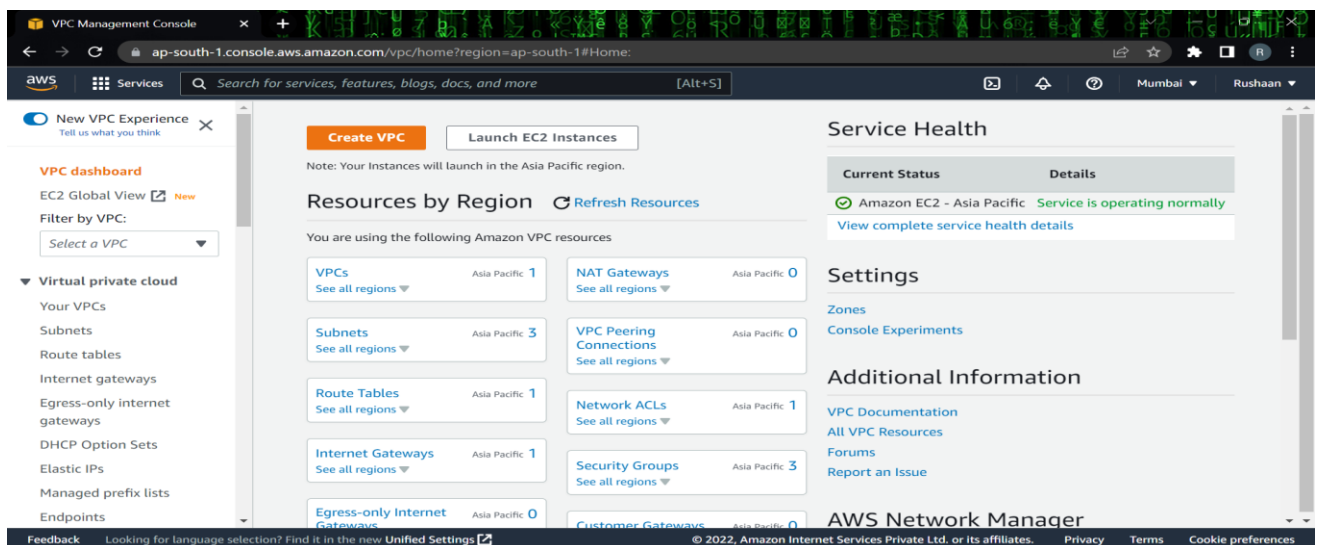 VPC Management Console
ap-south-1.console.aws.amazon.com/vpc/home?region=ap-south-1#Home:
R
aws
Services
Search for services, features, blogs, docs, and more
[Alt+S]
Mumbai
Rushaan
New VPC Experience
Tell us what you think
VPC dashboard
EC2 Global View New
Filter by VPC:
Select a VPC
Virtual private cloud
Your VPCs
Subnets
Route tables
Internet gateways
Egress-only internet
gateways
DHCP Option Sets
Elastic IPs
Managed prefix lists
Endpoints
Create VPC
Launch EC2 Instances
Note: Your Instances will launch in the Asia Pacific region.
Resources by Region
Refresh Resources
You are using the following Amazon VPC resources
VPCs Asia Pacific 1
See all regions
NAT Gateways Asia Pacific 0
See all regions
Subnets Asia Pacific 3
See all regions
VPC Peering
Connections Asia Pacific 0
See all regions
Route Tables Asia Pacific 1
See all regions
Network ACLs Asia Pacific 1
See all regions
Internet Gateways Asia Pacific 1
See all regions
Security Groups Asia Pacific 3
See all regions
Egress-only Internet
Gateways Asia Pacific 0
Customer Gateways Asia Pacific 0
Service Health
Current Status Details
Amazon EC2 - Asia Pacific Service is operating normally
View complete service health details
Settings
Zones
Console Experiments
Additional Information
VPC Documentation
All VPC Resources
Forums
Report an Issue
AWS Network Manager
Feedback
Looking for language selection? Find it in the new Unified Settings
© 2022, Amazon Internet Services Private Ltd. or its affiliates.
Privacy
Terms
Cookie preferences